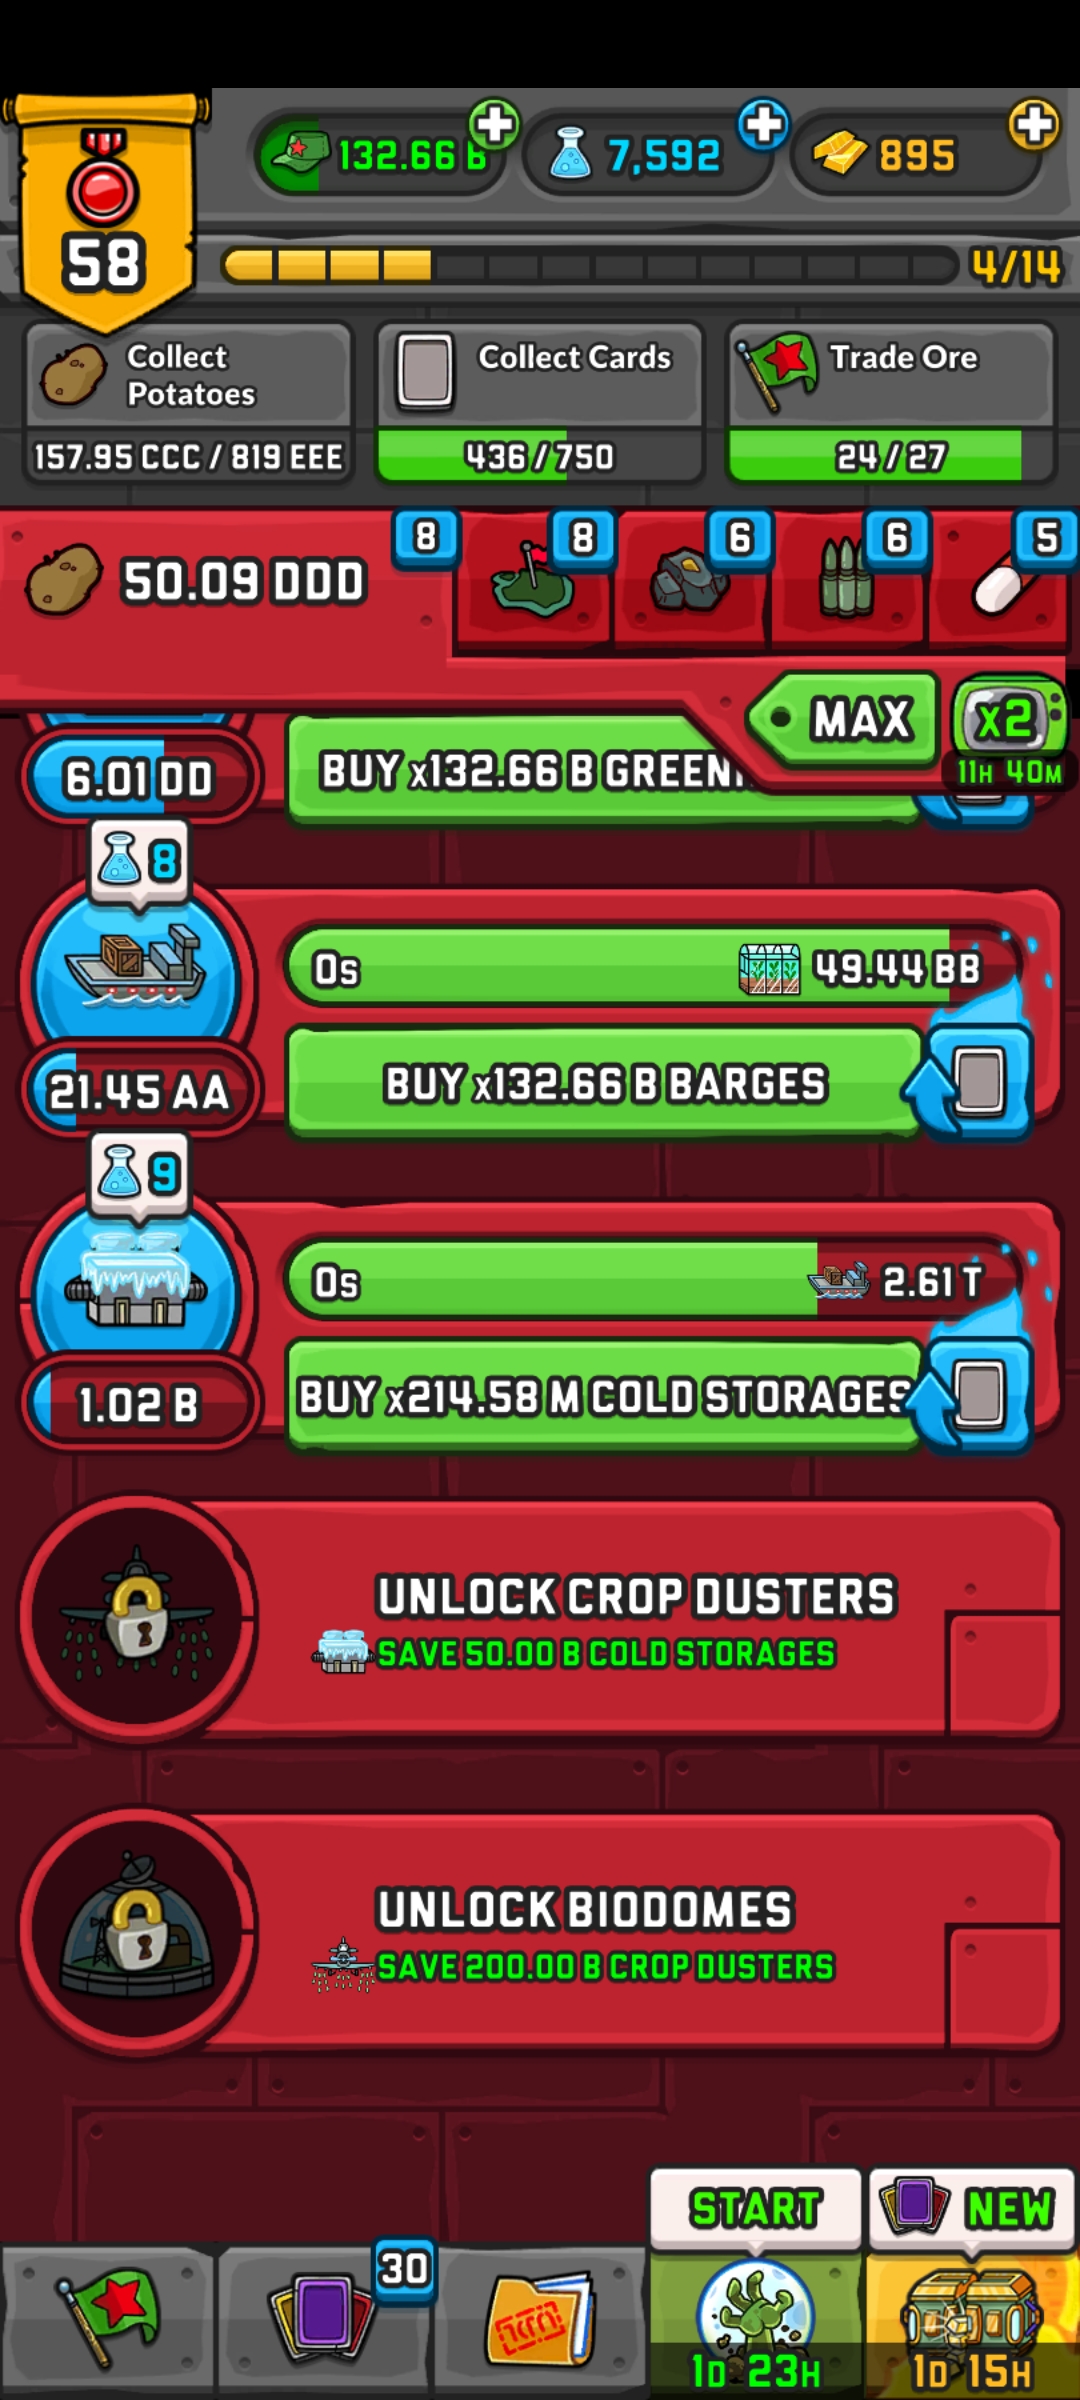 58
132.66 B
7,592
895
4/14
Collect
Potatoes
157.95 CCC / 819 EEE
Collect Cards
436 / 750
Trade Ore
24 / 27
50.09 DDD
8
8
6
6
5
MAX
x2
11H 40M
6.01 DD
BUY x132.66 B GREEN
8
0s
49.44 BB
21.45 AA
BUY x132.66 B BARGES
9
0s
2.61 T
1.02 B
BUY x214.58 M COLD STORAGES
UNLOCK CROP DUSTERS
SAVE 50.00 B COLD STORAGES
UNLOCK BIODOMES
SAVE 200.00 B CROP DUSTERS
START
NEW
30
1D 23H
1D 15H